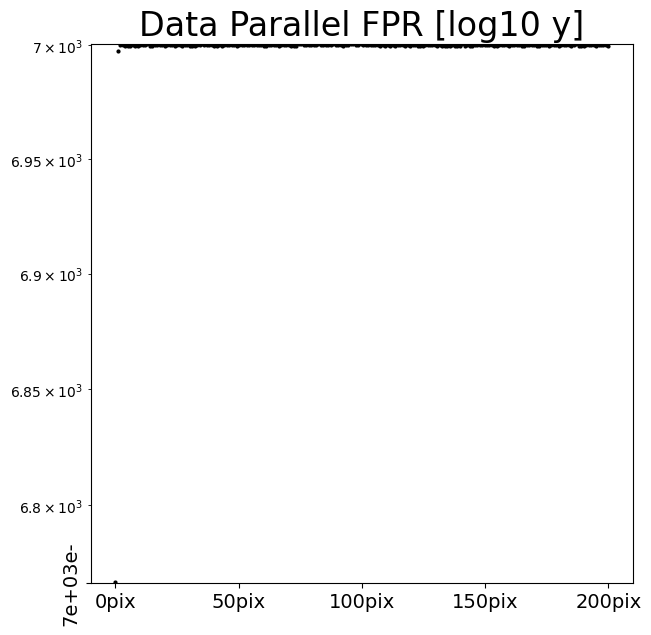 Data Parallel FPR [log10 y]
7 × 10³
6.95 × 10³
6.9 × 10³
6.85 × 10³
6.8 × 10³
7e+03e-
0pix 50pix 100pix 150pix 200pix